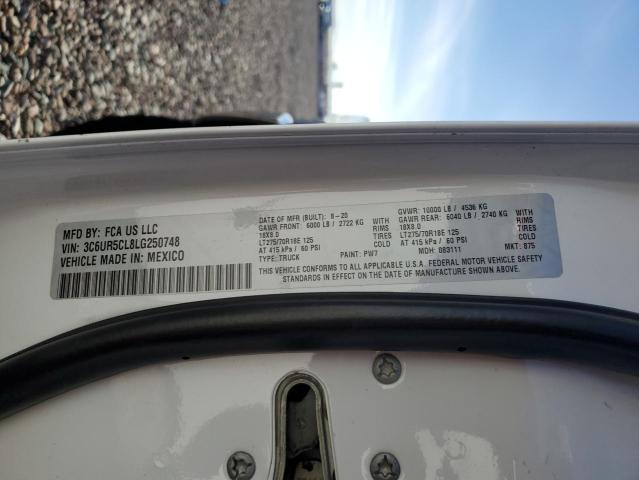 MFD BY: FCA US LLC
VIN: 3C6UR5CL8LG250748
VEHICLE MADE IN: MEXICO
DATE OF MFR (BUILT): 8-20
GAWR FRONT: 6000 LB / 2722 KG
18X8.0
LT275/70R18E 125
AT 415 kPa / 60 PSI
TYPE: TRUCK
WITH
RIMS
TIRES
COLD
PAINT: PW7
GVWR: 10000 LB / 4536 KG
GAWR REAR: 6040 LB / 2740 KG
18X8.0
LT275/70R18E 125
AT 415 kPa / 60 PSI
MDH: 083111
WITH
RIMS
TIRES
COLD
MKT: 875
THIS VEHICLE CONFORMS TO ALL APPLICABLE U.S.A. FEDERAL MOTOR VEHICLE SAFETY
STANDARDS IN EFFECT ON THE DATE OF MANUFACTURE SHOWN ABOVE.